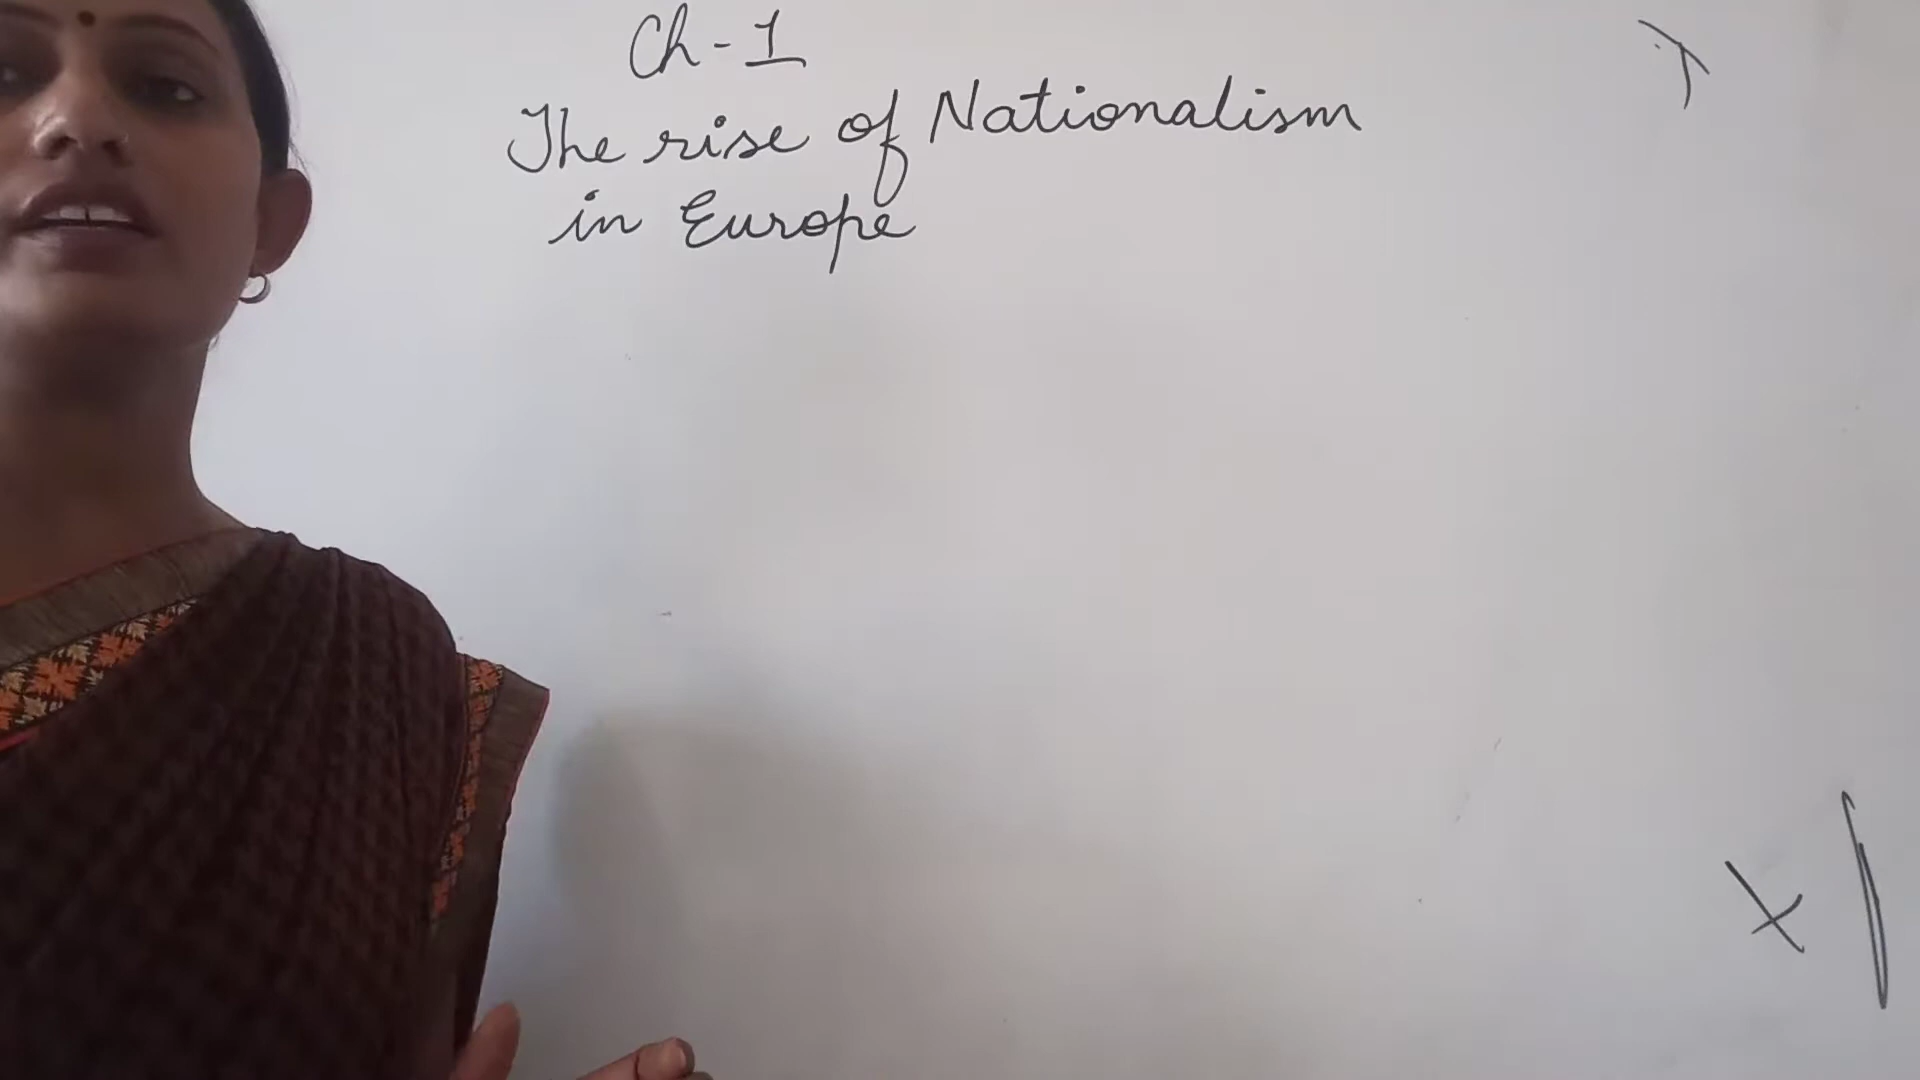 Ch-1
The rise of Nationalism
in Europe